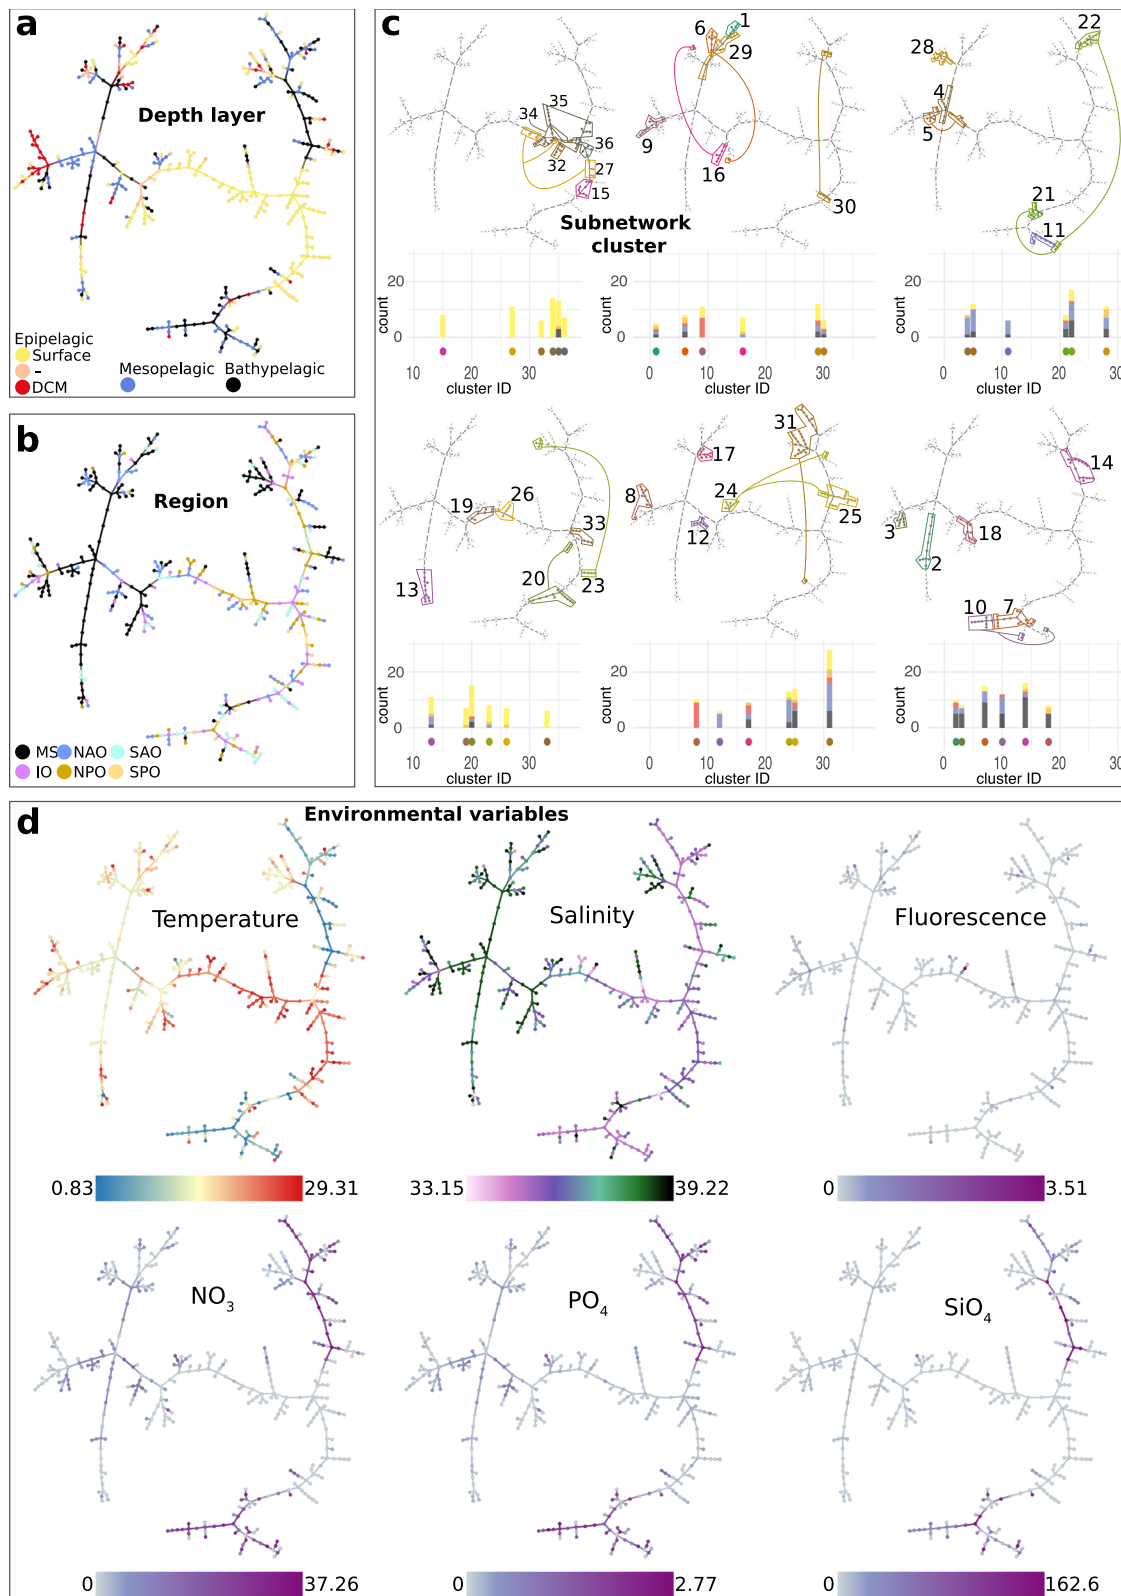 a
Depth layer
Epipelagic
Surface
-
DCM
Mesopelagic
Bathypelagic
b
Region
MS NAO SAO
IO NPO SPO
c
34
35
32
36
27
15
6
1
29
9
16
30
28
22
4
5
21
11
Subnetwork
cluster
count
20
0
10 20 30
cluster ID
count
20
0
0 10 20 30
cluster ID
count
20
0
0 10 20 30
cluster ID
19
26
33
13
20
23
31
17
8
24
12
25
14
3
18
2
10
7
count
20
0
0 10 20 30
cluster ID
count
20
0
0 10 20 30
cluster ID
count
20
0
0 10 20 30
cluster ID
d
Environmental variables
Temperature
Salinity
Fluorescence
0.83 29.31
33.15 39.22
0 3.51
NO₃
PO₄
SiO₄
0 37.26
0 2.77
0 162.6